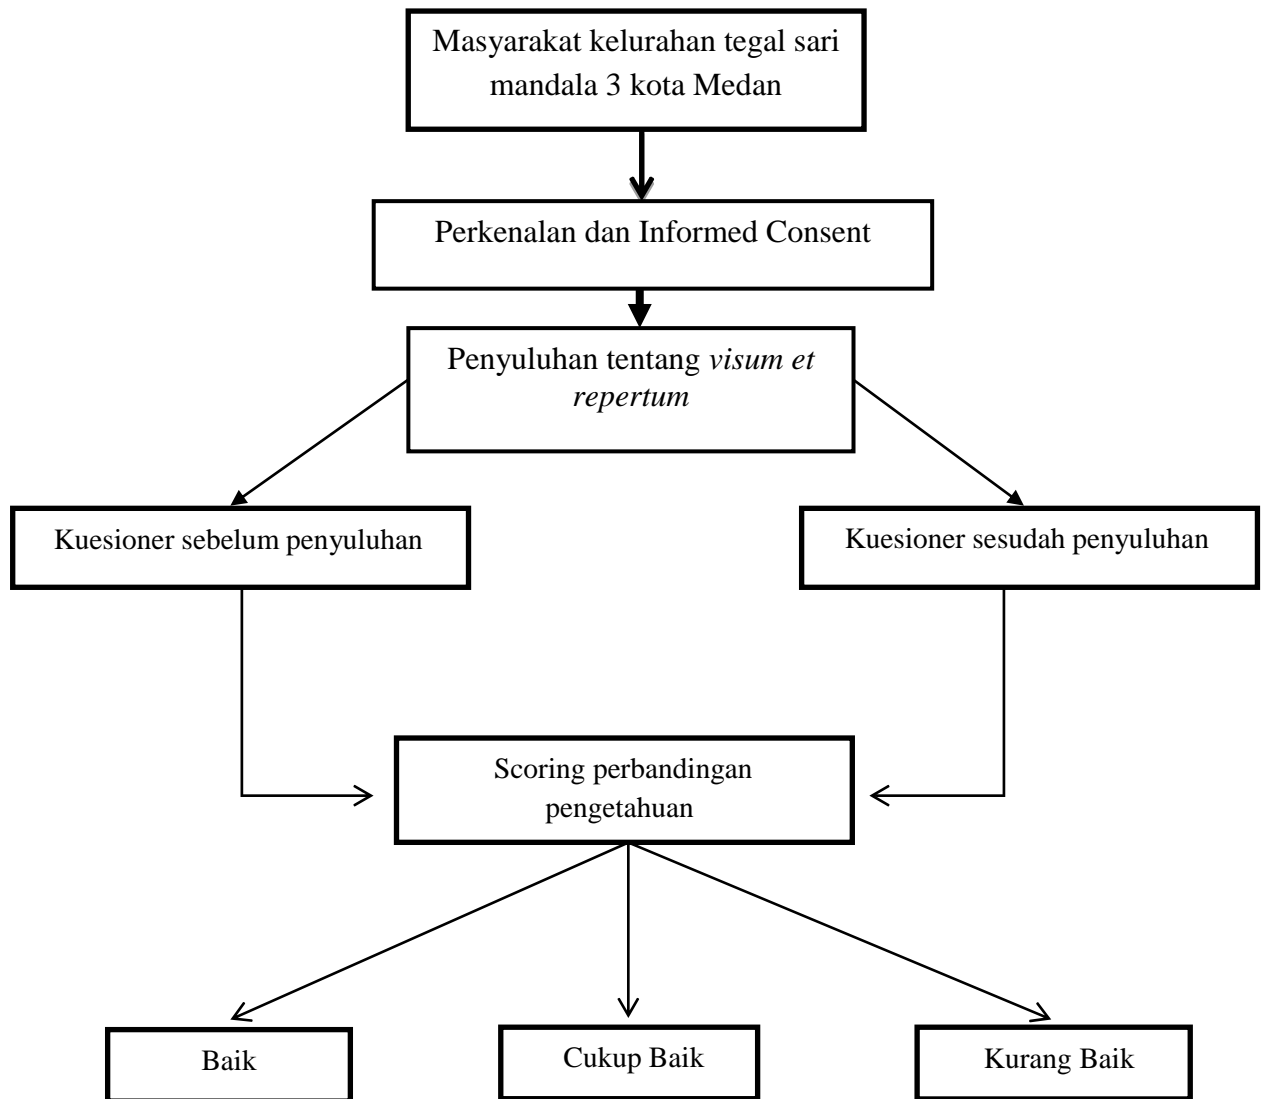 Masyarakat kelurahan tegal sari
mandala 3 kota Medan
Perkenalan dan Informed Consent
Penyuluhan tentang visum et
repertum
Kuesioner sebelum penyuluhan
Kuesioner sesudah penyuluhan
Scoring perbandingan
pengetahuan
Baik
Cukup Baik
Kurang Baik